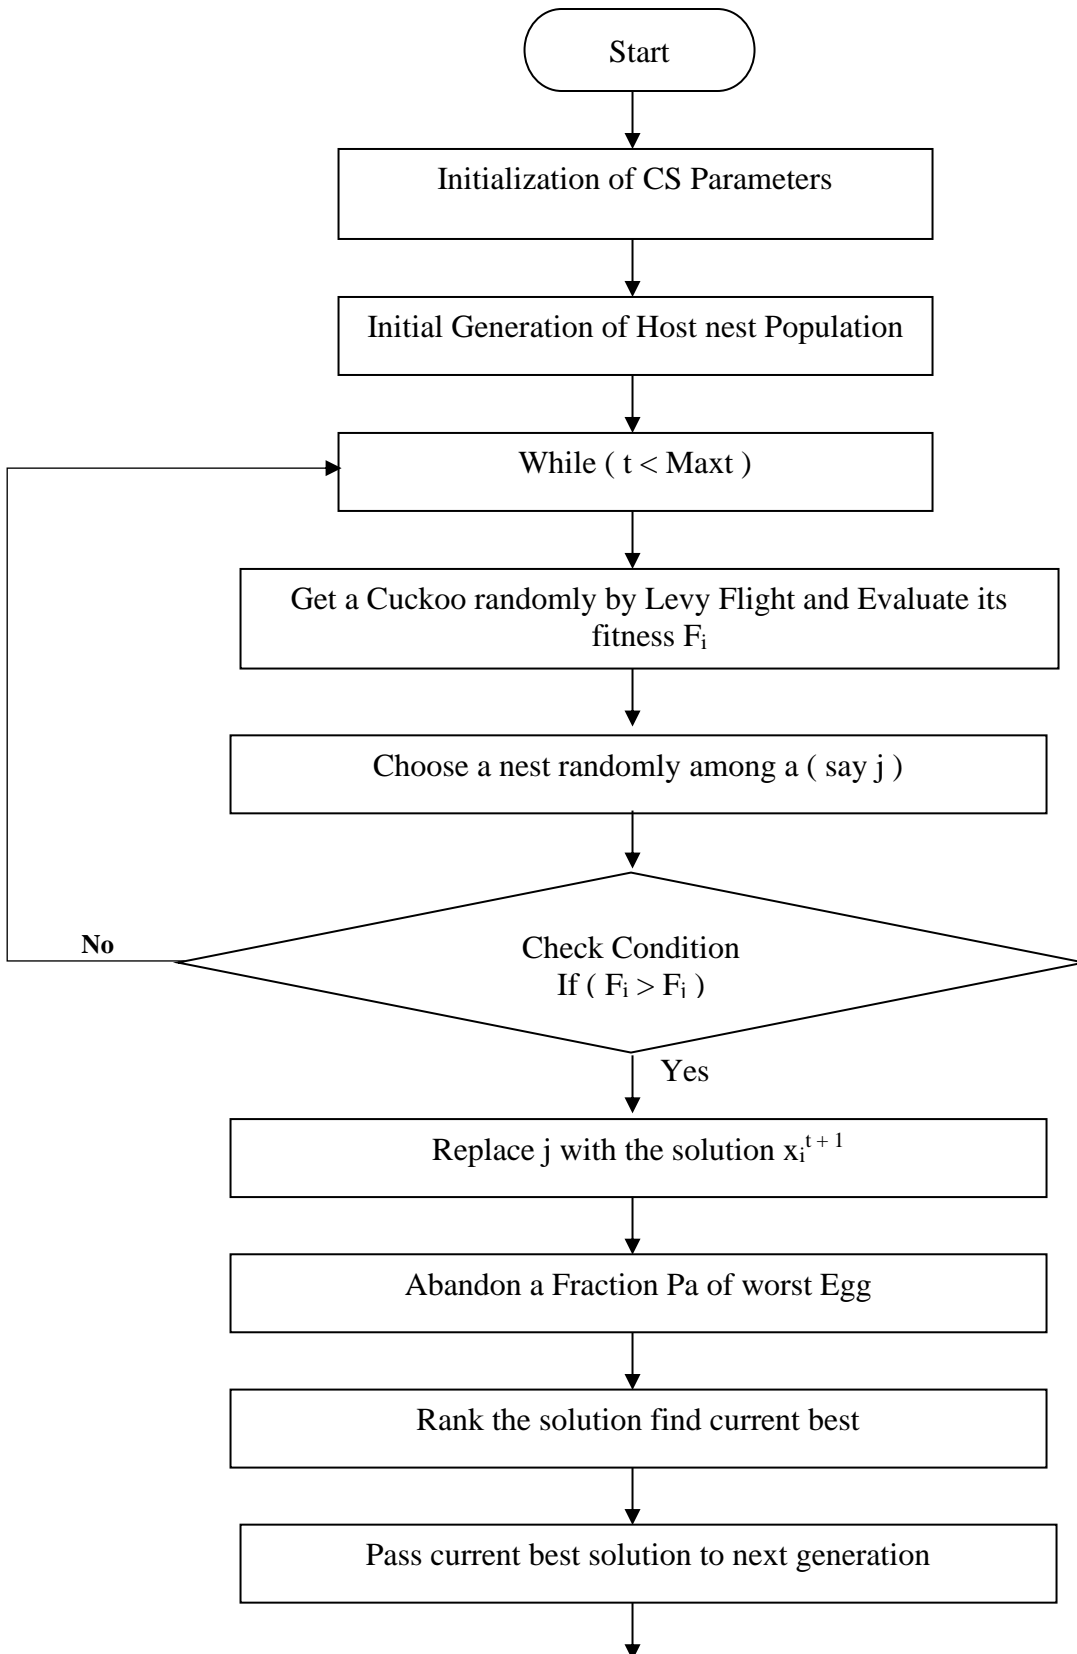 Start
Initialization of CS Parameters
Initial Generation of Host nest Population
While ( t < Maxt )
Get a Cuckoo randomly by Levy Flight and Evaluate its
fitness Fᵢ
Choose a nest randomly among a ( say j )
No
Check Condition
If ( Fᵢ > Fⱼ )
Yes
Replace j with the solution xᵢᵗ⁺¹
Abandon a Fraction Pa of worst Egg
Rank the solution find current best
Pass current best solution to next generation